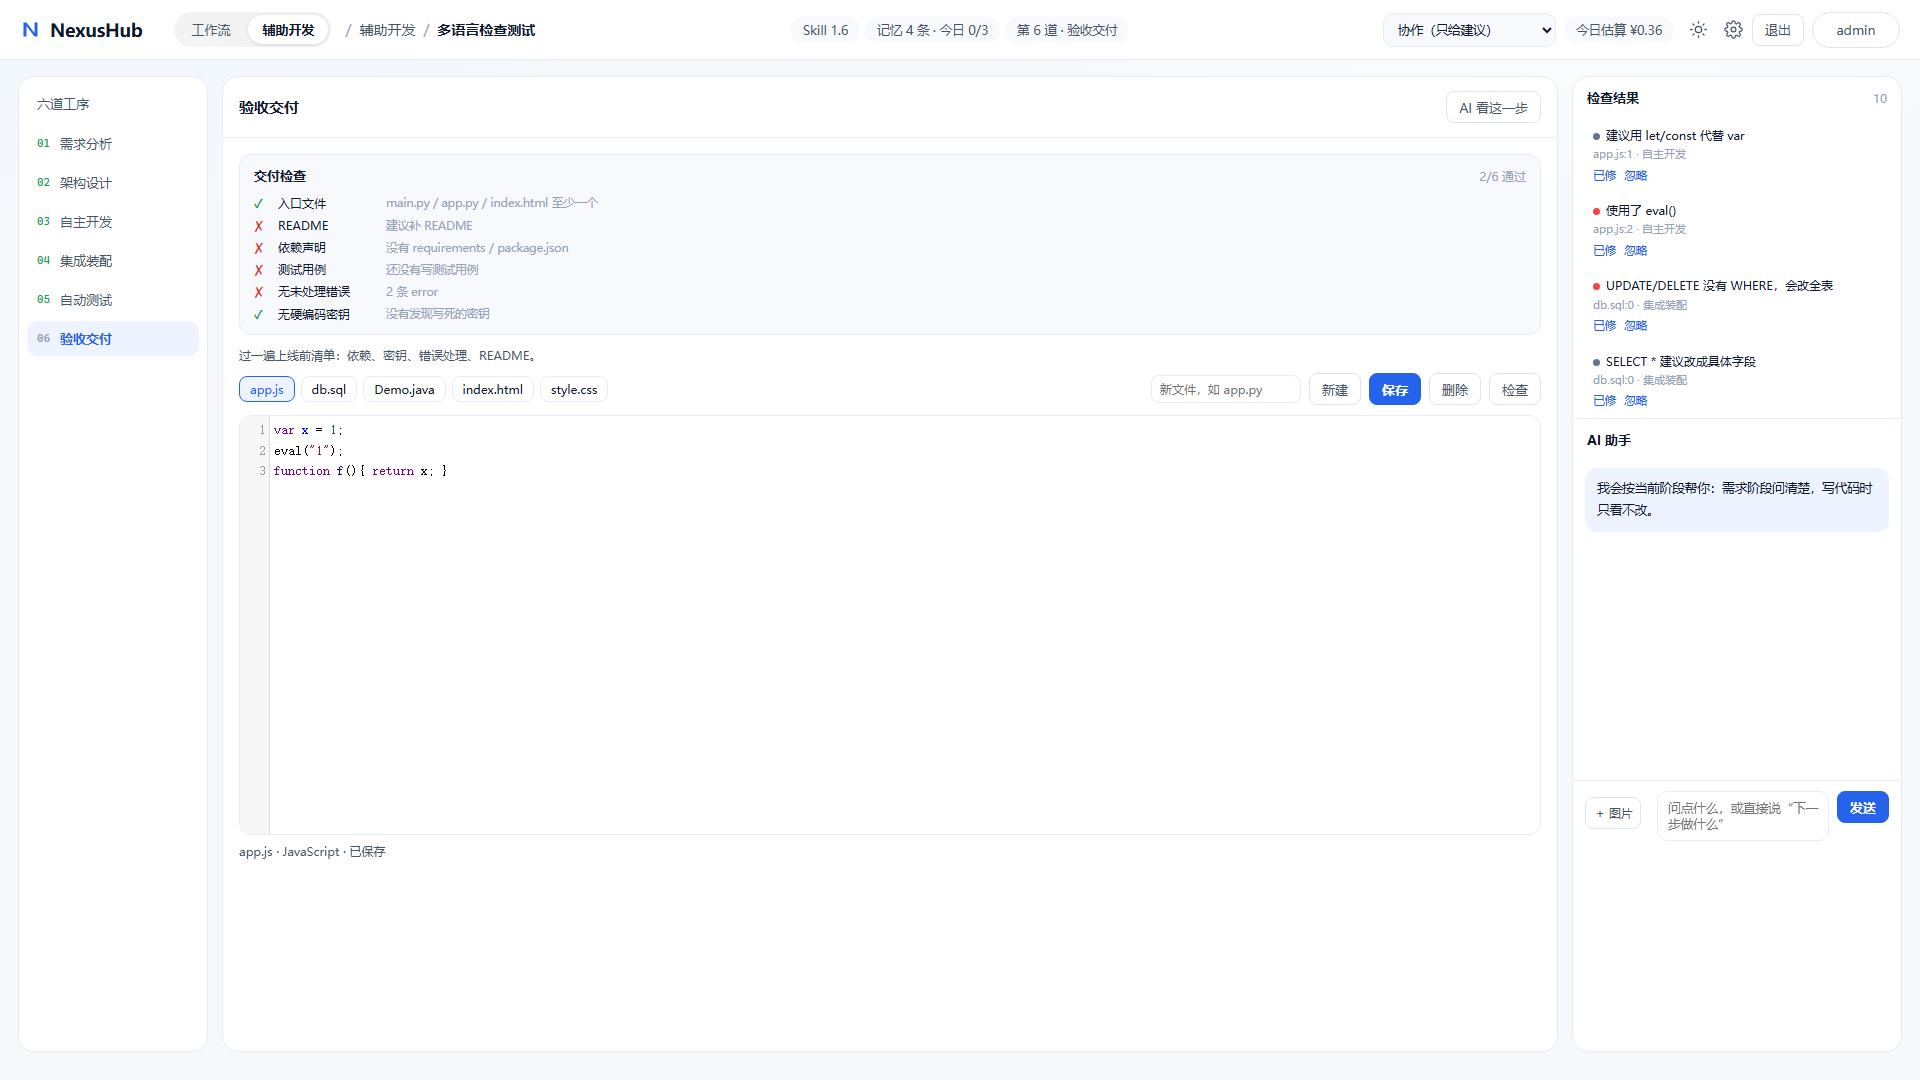 NexusHub
工作流
辅助开发
/ 辅助开发 / 多语言检查测试
Skill 1.6
记忆 4 条 · 今日 0/3
第 6 道 · 验收交付
协作（只给建议）
今日估算 ¥0.36
退出
admin
六道工序
01 需求分析
02 架构设计
03 自主开发
04 集成装配
05 自动测试
06 验收交付
验收交付
AI 看这一步
交付检查
2/6 通过
✓ 入口文件 main.py / app.py / index.html 至少一个
✗ README 建议补 README
✗ 依赖声明 没有 requirements / package.json
✗ 测试用例 还没有写测试用例
✗ 无未处理错误 2 条 error
✓ 无硬编码密钥 没有发现写死的密钥
过一遍上线前清单：依赖、密钥、错误处理、README。
app.js
db.sql
Demo.java
index.html
style.css
新文件，如 app.py
新建
保存
删除
检查
1 var x = 1;
2 eval("1");
3 function f(){ return x; }
app.js · JavaScript · 已保存
检查结果
10
建议用 let/const 代替 var
app.js:1 · 自主开发
已修 忽略
使用了 eval()
app.js:2 · 自主开发
已修 忽略
UPDATE/DELETE 没有 WHERE，会改全表
db.sql:0 · 集成装配
已修 忽略
SELECT * 建议改成具体字段
db.sql:0 · 集成装配
已修 忽略
AI 助手
我会按当前阶段帮你：需求阶段问清楚，写代码时
只看不改。
+ 图片
问点什么，或直接说“下一
步做什么”
发送